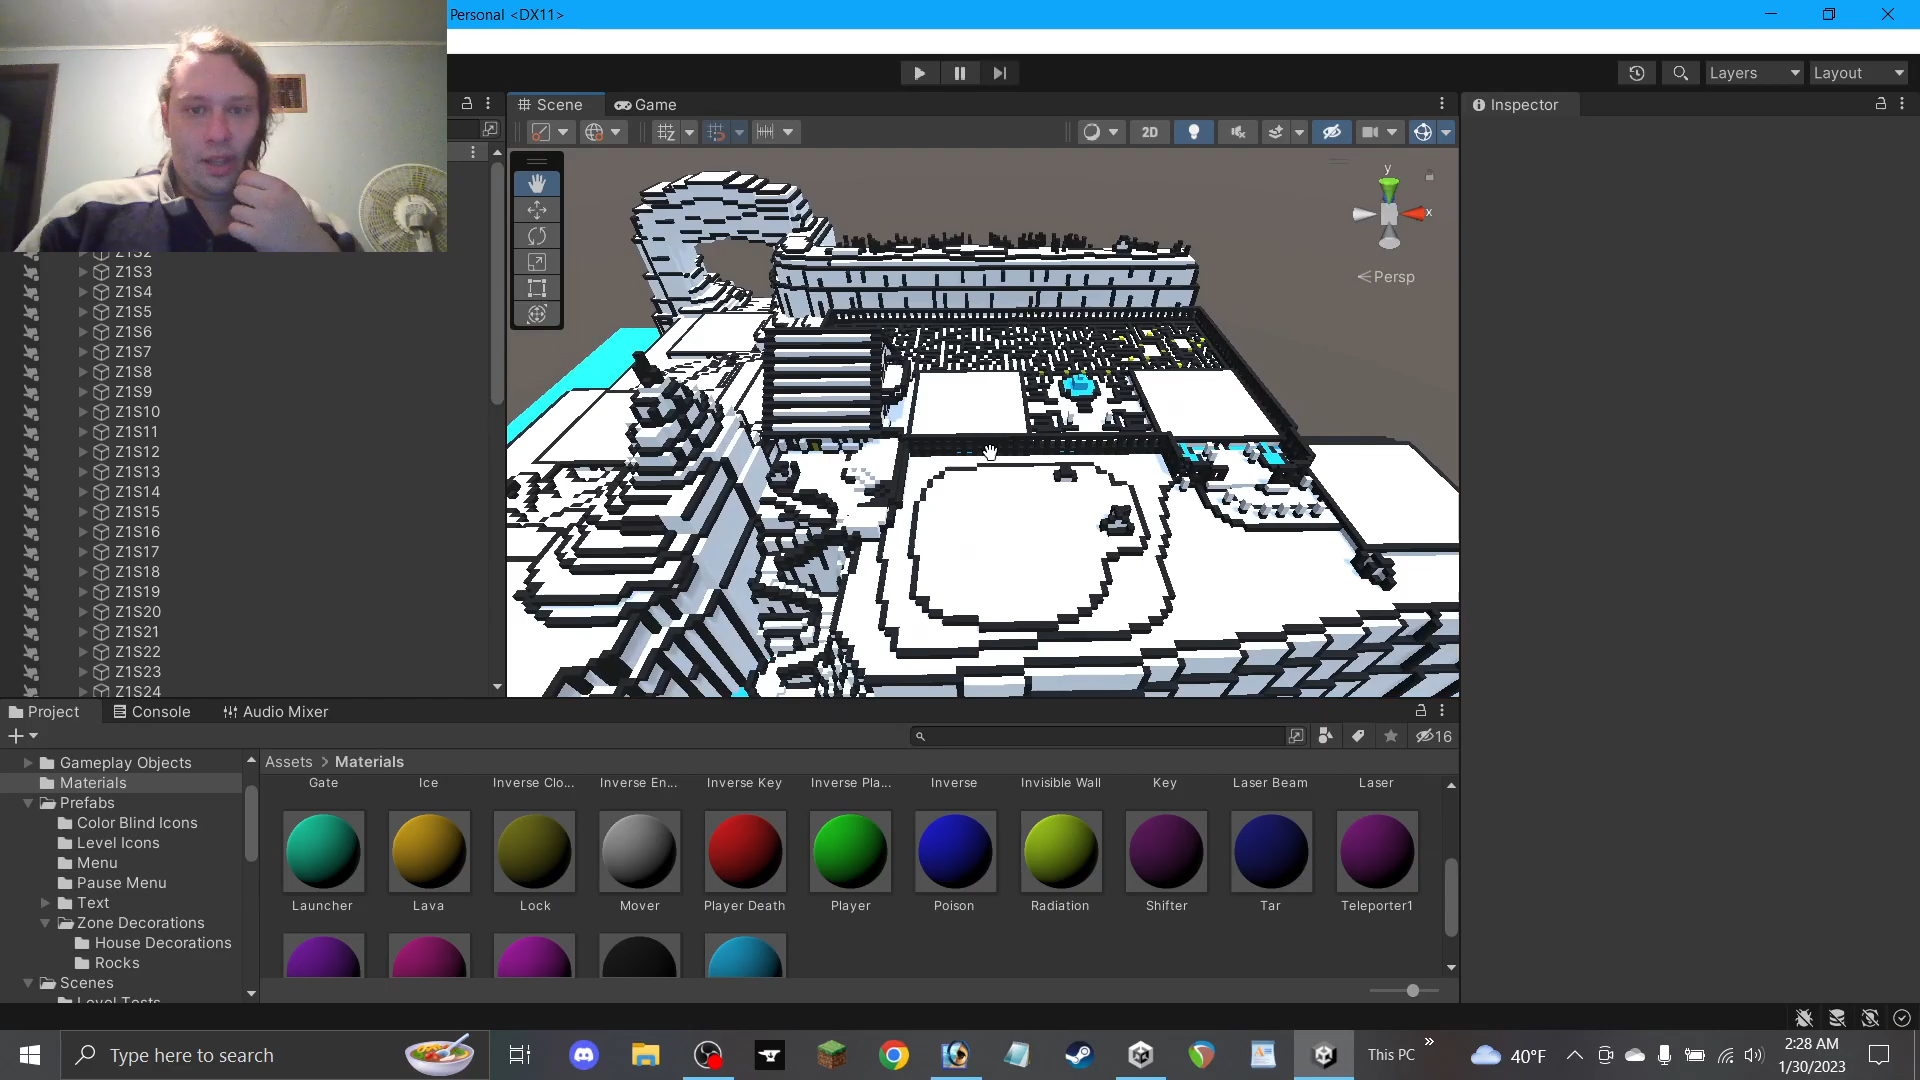 Personal <DX11>
Layers
Layout
Scene
Game
Inspector
2D
y
x
Persp
Z1S2
Z1S3
Z1S4
Z1S5
Z1S6
Z1S7
Z1S8
Z1S9
Z1S10
Z1S11
Z1S12
Z1S13
Z1S14
Z1S15
Z1S16
Z1S17
Z1S18
Z1S19
Z1S20
Z1S21
Z1S22
Z1S23
Z1S24
Project
Console
Audio Mixer
16
Gameplay Objects
Materials
Prefabs
Color Blind Icons
Level Icons
Menu
Pause Menu
Text
Zone Decorations
House Decorations
Rocks
Scenes
Level Tests
Assets > Materials
Gate Ice Inverse Clo... Inverse En... Inverse Key Inverse Pla... Inverse Invisible Wall Key Laser Beam Laser
Launcher Lava Lock Mover Player Death Player Poison Radiation Shifter Tar Teleporter1
Type here to search
This PC
40°F
2:28 AM
1/30/2023